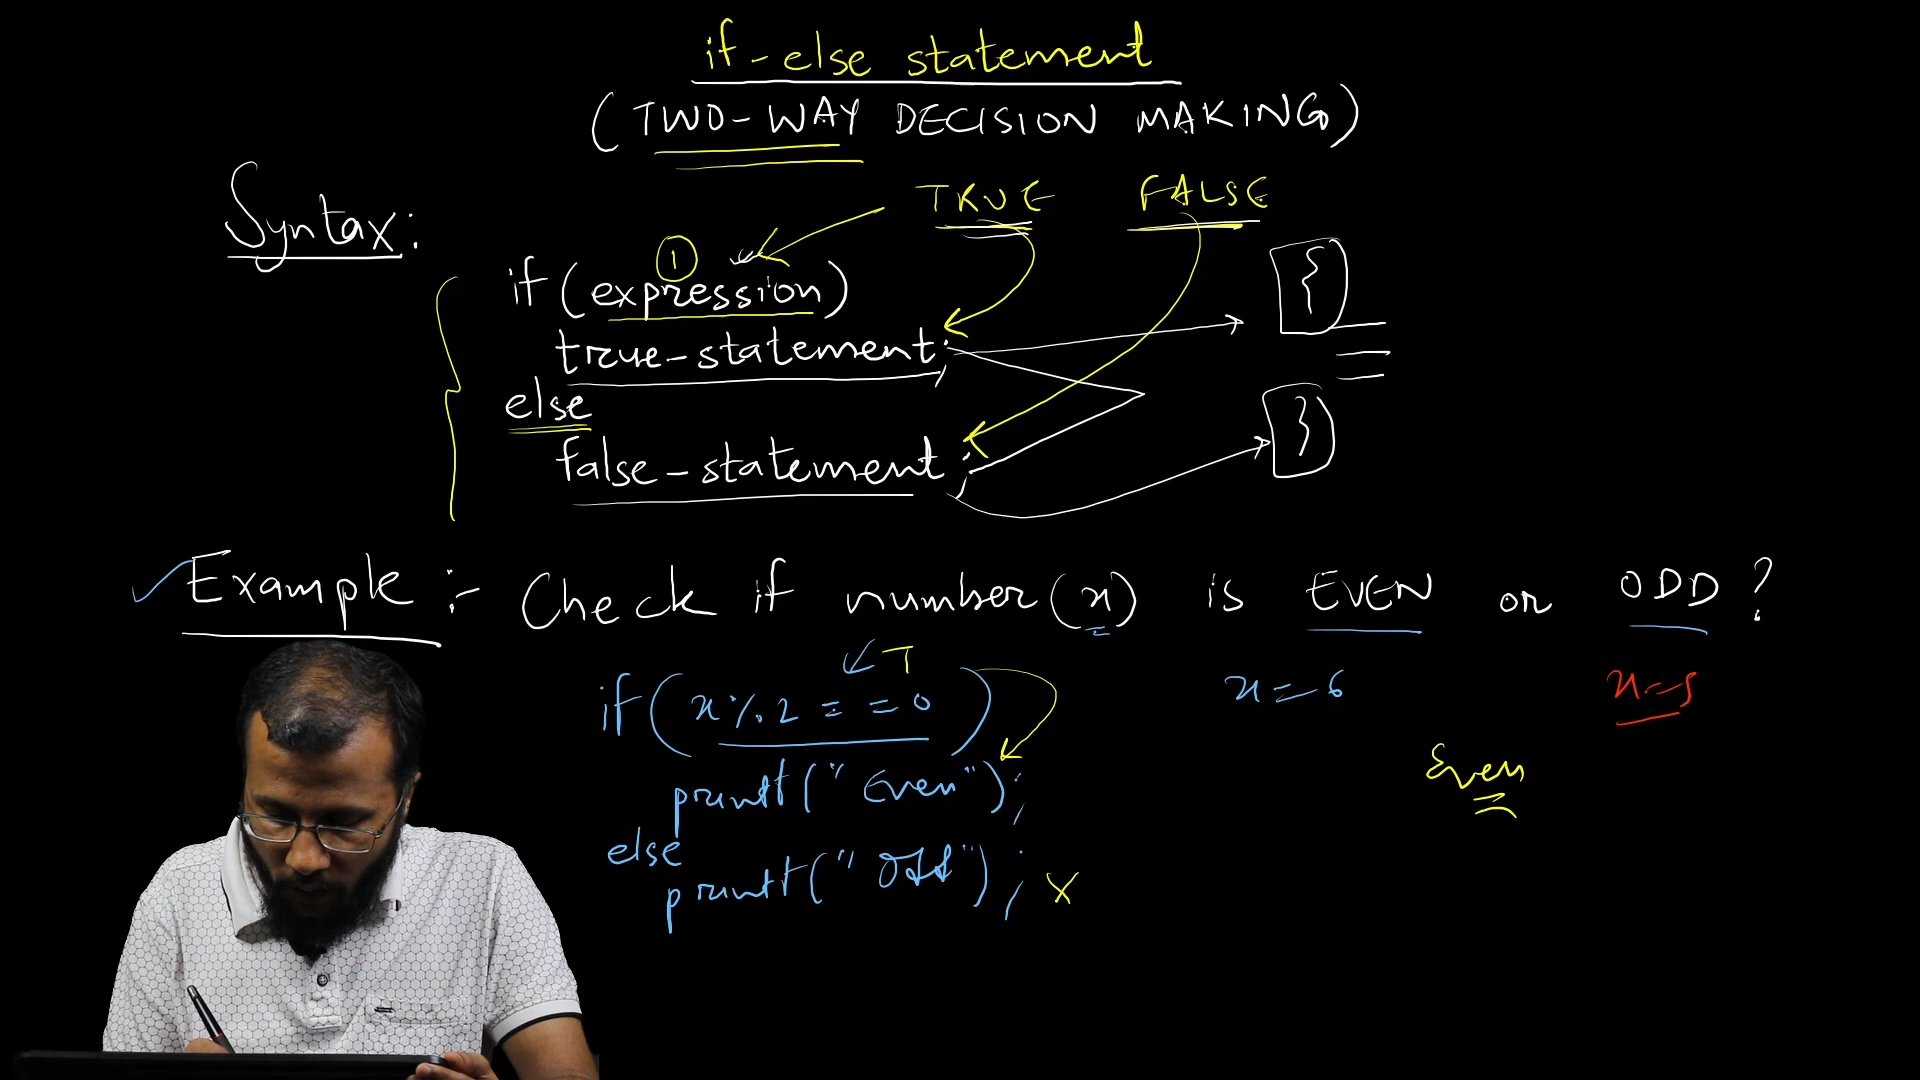 if-else statement
(TWO-WAY DECISION MAKING)
Syntax:
TRUE FALSE
1
if (expression)
{
true-statement;
else
false-statement;
}
Example :- Check if number (x) is EVEN or ODD ?
T
if (x % 2 = = 0) x = 6 x = 5
printf (" Even") ; Even
else
printf (" Odd") ; X